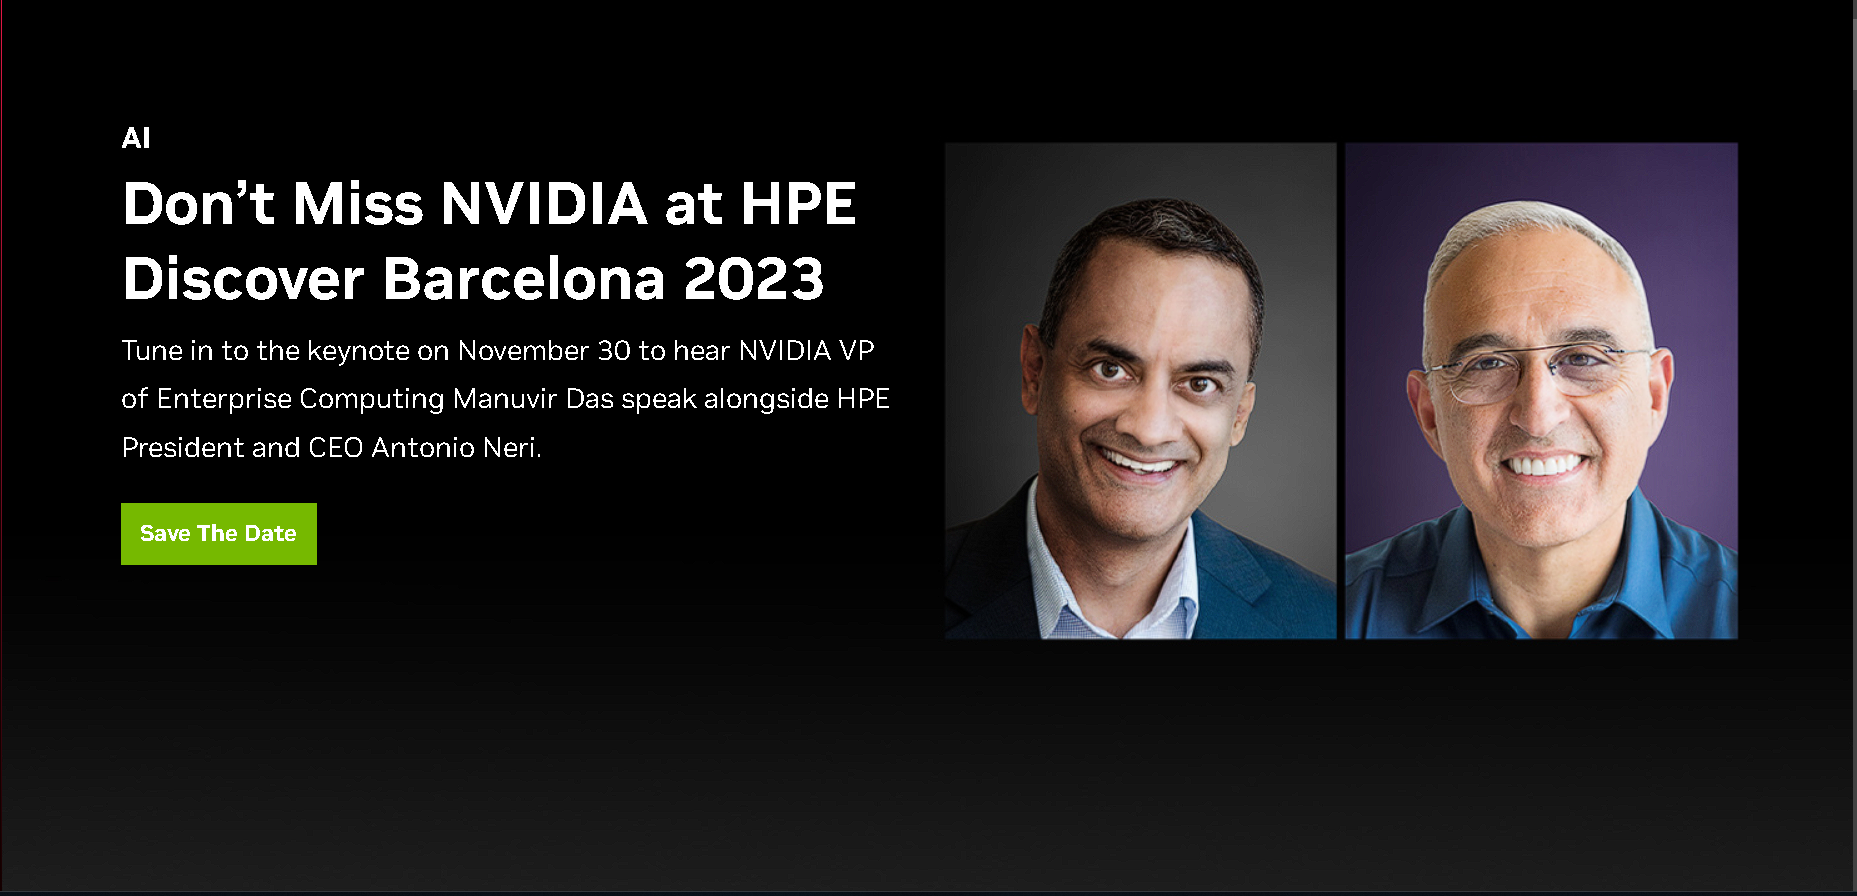 AI
Don’t Miss NVIDIA at HPE
Discover Barcelona 2023
Tune in to the keynote on November 30 to hear NVIDIA VP
of Enterprise Computing Manuvir Das speak alongside HPE
President and CEO Antonio Neri.
Save The Date